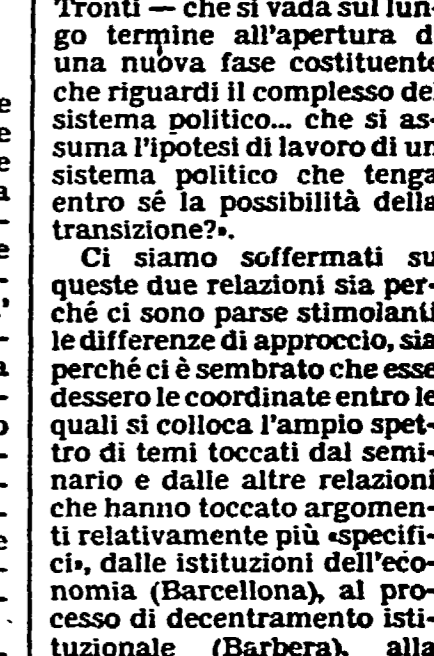 Tronti — che si vada sul lun-
go termine all'apertura d
una nuova fase costituente
che riguardi il complesso de
sistema politico... che si as-
suma l'ipotesi di lavoro di un
sistema politico che tenga
entro sé la possibilità della
transizione?».
Ci siamo soffermati su
queste due relazioni sia per-
ché ci sono parse stimolanti
le differenze di approccio, sia
perché ci è sembrato che esse
dessero le coordinate entro le
quali si colloca l'ampio spet-
tro di temi toccati dal semi-
nario e dalle altre relazioni
che hanno toccato argomen-
ti relativamente più «specifi-
ci», dalle istituzioni dell'eco-
nomia (Barcellona), al pro-
cesso di decentramento isti-
tuzionale (Barbera), alla